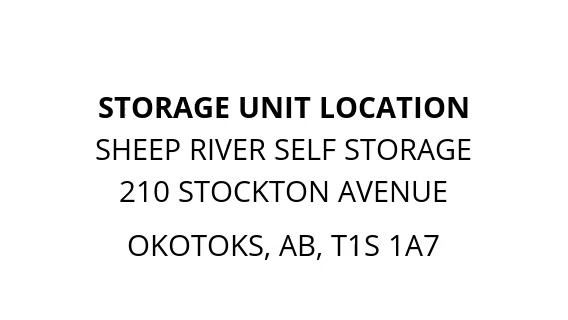 STORAGE UNIT LOCATION
SHEEP RIVER SELF STORAGE
210 STOCKTON AVENUE
OKOTOKS, AB, T1S 1A7